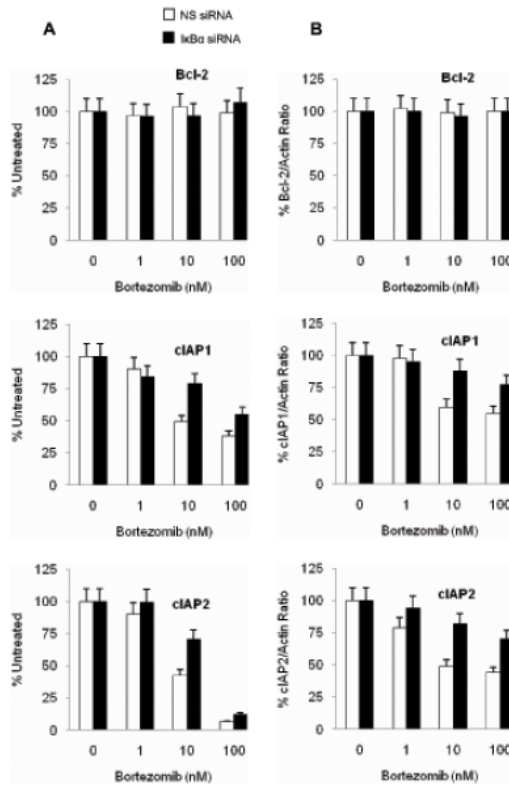 NS siRNA
IκBα siRNA
A
B
Bcl-2
% Untreated
125
100
75
50
25
0
0 1 10 100
Bortezomib (nM)
Bcl-2
% Bcl-2/Actin Ratio
125
100
75
50
25
0
0 1 10 100
Bortezomib (nM)
cIAP1
% Untreated
125
100
75
50
25
0
0 1 10 100
Bortezomib (nM)
cIAP1
% cIAP1/Actin Ratio
125
100
75
50
25
0
0 1 10 100
Bortezomib (nM)
cIAP2
% Untreated
125
100
75
50
25
0
0 1 10 100
Bortezomib (nM)
cIAP2
% cIAP2/Actin Ratio
125
100
75
50
25
0
0 1 10 100
Bortezomib (nM)